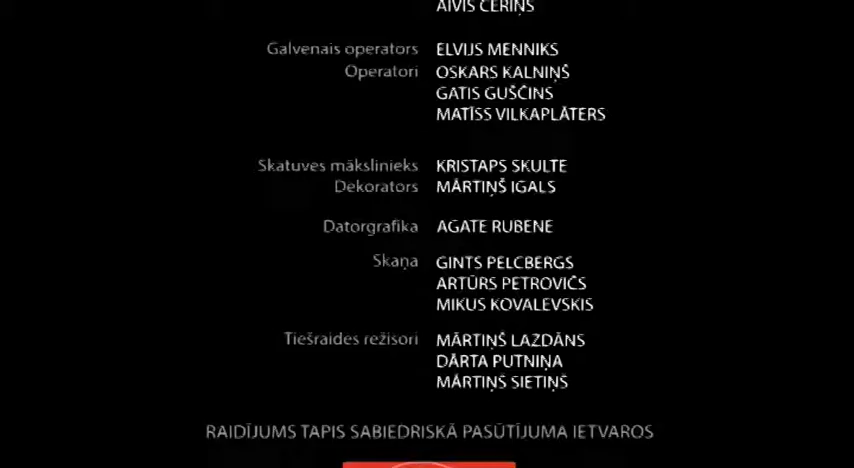 AIVIS CERIŅŠ
Galvenais operators ELVIJS MENNIKS
Operatori OSKARS KALNIŅŠ
GATIS GUŠČINS
MATĪSS VILKAPLĀTERS
Skatuves mākslinieks KRISTAPS SKULTE
Dekorators MĀRTIŅŠ IGALS
Datorgrafika AGATE RUBENE
Skaņa GINTS PELCBERGS
ARTŪRS PETROVIČS
MIKUS KOVALEVSKIS
Tiešraides režisori MĀRTIŅŠ LAZDĀNS
DĀRTA PUTNIŅA
MĀRTIŅŠ SIETIŅŠ
RAIDĪJUMS TAPIS SABIEDRISKĀ PASŪTĪJUMA IETVAROS